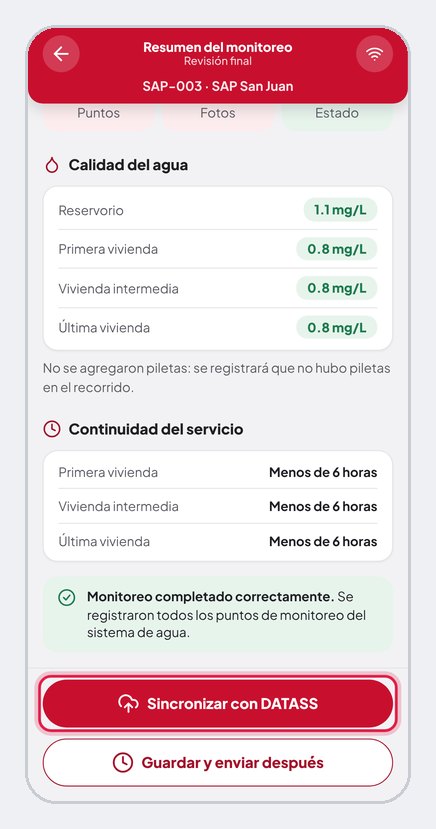 Resumen del monitoreo
Revisión final
SAP-003 · SAP San Juan
Puntos Fotos Estado
Calidad del agua
Reservorio 1.1 mg/L
Primera vivienda 0.8 mg/L
Vivienda intermedia 0.8 mg/L
Última vivienda 0.8 mg/L
No se agregaron piletas: se registrará que no hubo piletas
en el recorrido.
Continuidad del servicio
Primera vivienda Menos de 6 horas
Vivienda intermedia Menos de 6 horas
Última vivienda Menos de 6 horas
Monitoreo completado correctamente. Se
registraron todos los puntos de monitoreo del
sistema de agua.
Sincronizar con DATASS
Guardar y enviar después